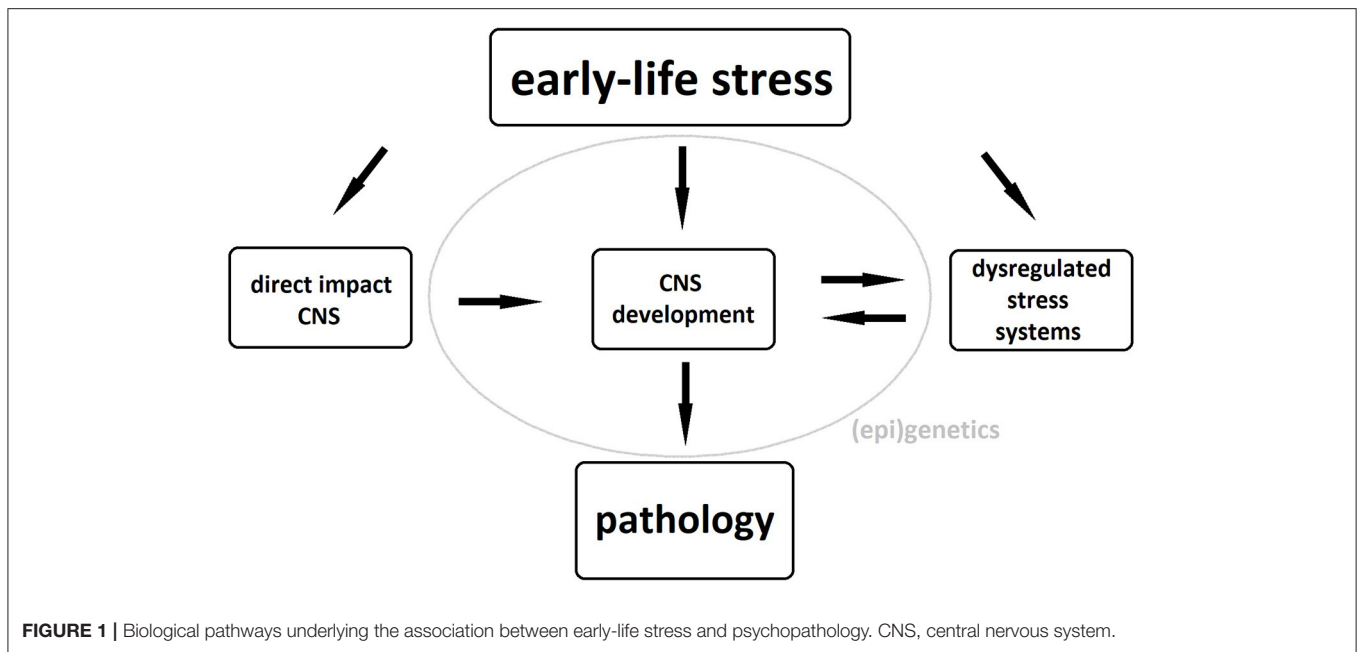 early-life stress
direct impact
CNS
CNS
development
dysregulated
stress
systems
(epi)genetics
pathology
FIGURE 1 | Biological pathways underlying the association between early-life stress and psychopathology. CNS, central nervous system.